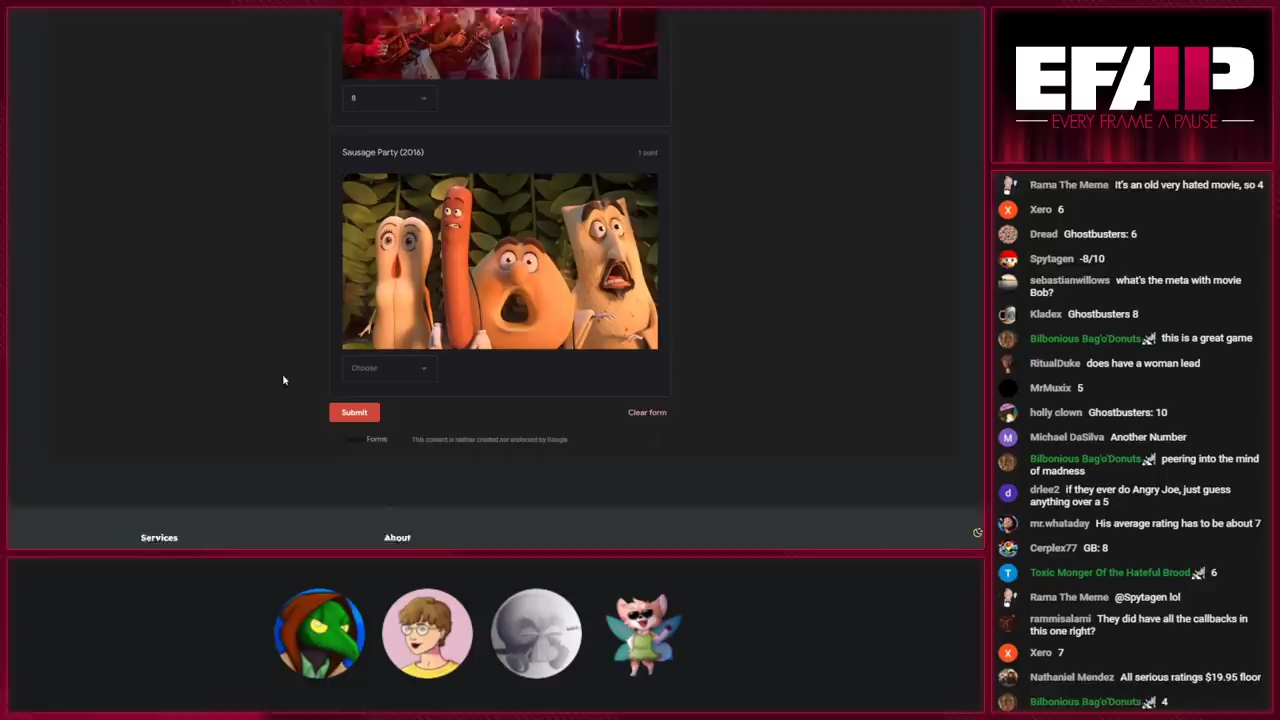 8
Sausage Party (2016)
1 point
Choose
Submit
Clear form
Forms
This content is neither created nor endorsed by Google
Services
About
EFAP
EVERY FRAME A PAUSE
Rama The Meme It's an old very hated movie, so 4
X Xero 6
Dread Ghostbusters: 6
Spytagen -8/10
sebastianwillows what's the meta with movie
Bob?
Kladex Ghostbusters 8
Bilbonious Bag'o'Donuts this is a great game
RitualDuke does have a woman lead
MrMuxix 5
holly clown Ghostbusters: 10
M Michael DaSilva Another Number
Bilbonious Bag'o'Donuts peering into the mind
of madness
d drlee2 if they ever do Angry Joe, just guess
anything over a 5
mr.whataday His average rating has to be about 7
Cerplex77 GB: 8
T Toxic Monger Of the Hateful Brood 6
Rama The Meme @Spytagen lol
rammisalami They did have all the callbacks in
this one right?
X Xero 7
Nathaniel Mendez All serious ratings $19.95 floor
Bilbonious Bag'o'Donuts 4